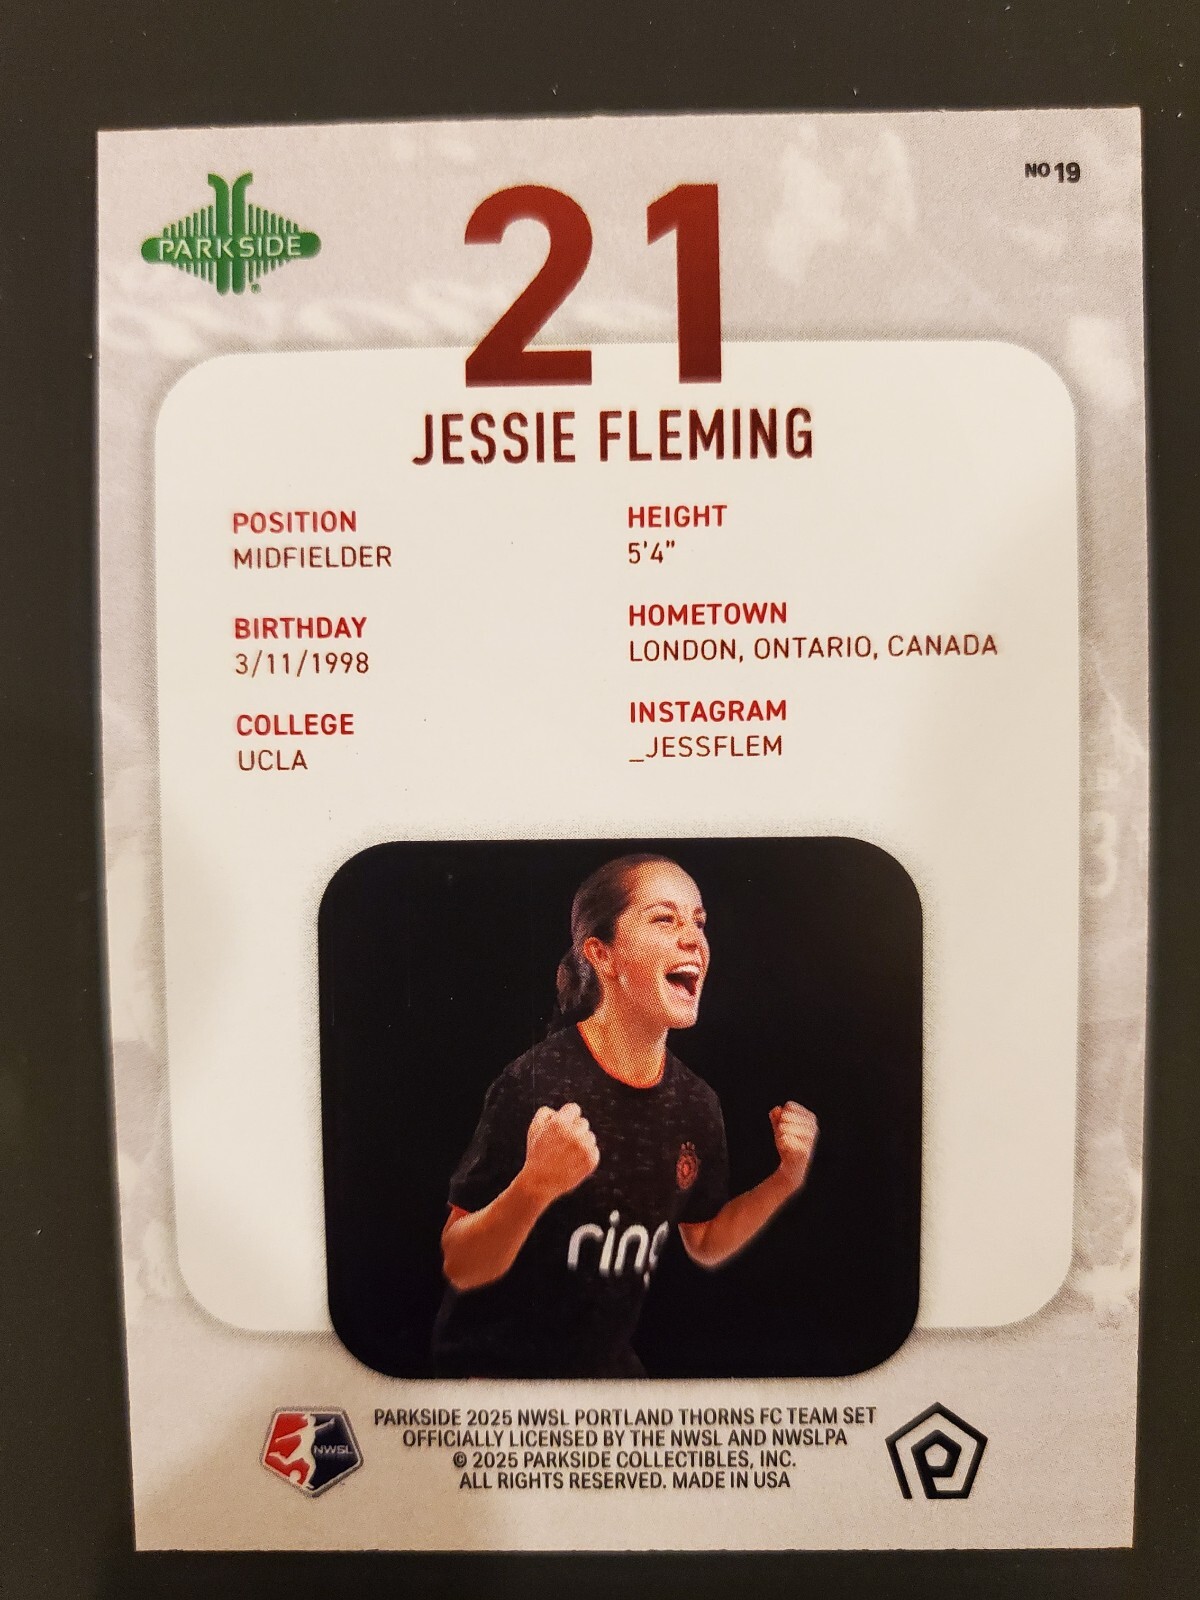 PARKSIDE
NO 19
21
JESSIE FLEMING
POSITION
MIDFIELDER
HEIGHT
5'4"
BIRTHDAY
3/11/1998
HOMETOWN
LONDON, ONTARIO, CANADA
COLLEGE
UCLA
INSTAGRAM
_JESSFLEM
ring
NWSL
PARKSIDE 2025 NWSL PORTLAND THORNS FC TEAM SET
OFFICIALLY LICENSED BY THE NWSL AND NWSLPA
© 2025 PARKSIDE COLLECTIBLES, INC.
ALL RIGHTS RESERVED. MADE IN USA